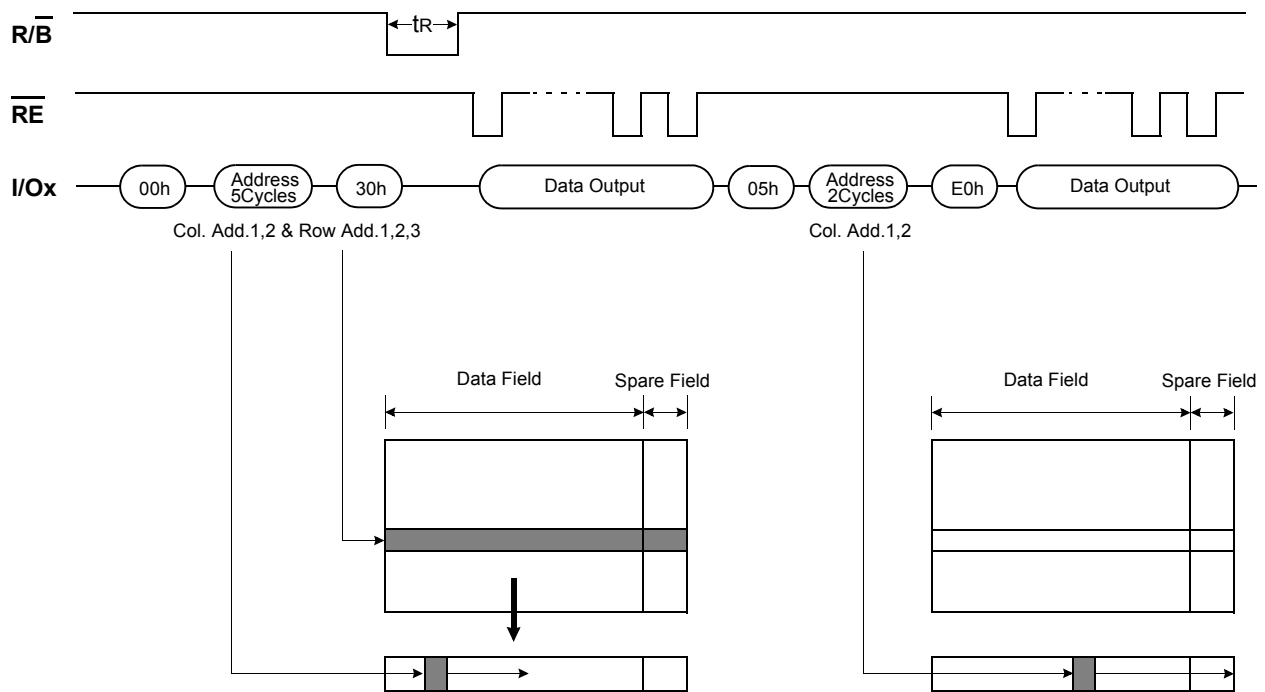 R/B̅
tR
R̅E̅
I/Ox
00h
Address
5Cycles
30h
Data Output
05h
Address
2Cycles
E0h
Data Output
Col. Add.1,2 & Row Add.1,2,3
Col. Add.1,2
Data Field
Spare Field
Data Field
Spare Field